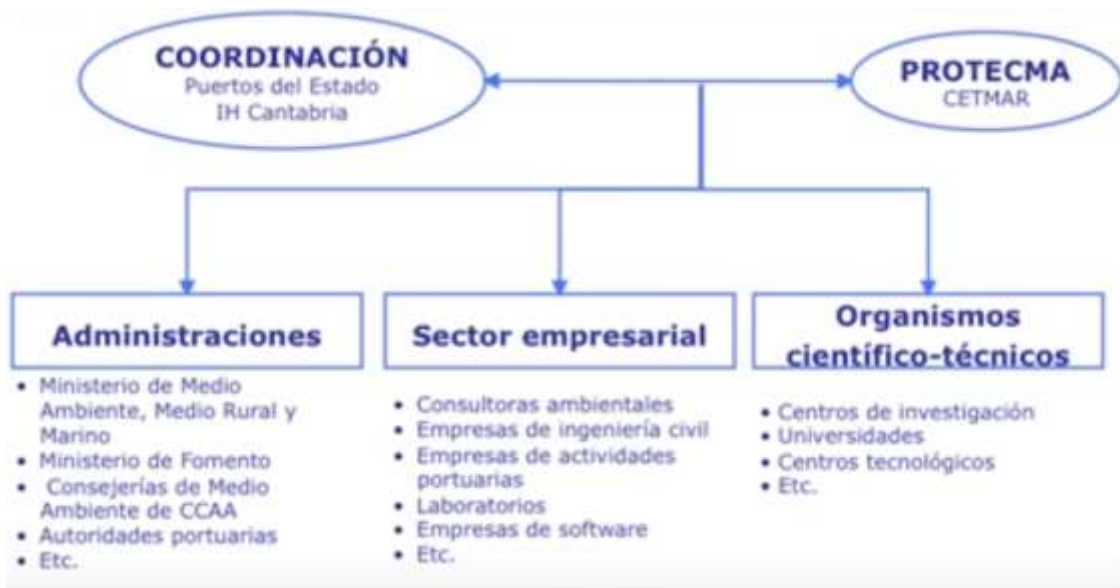 COORDINACIÓN
Puertos del Estado
IH Cantabria
PROTECMA
CETMAR
Administraciones
• Ministerio de Medio
Ambiente, Medio Rural y
Marino
• Ministerio de Fomento
• Consejerías de Medio
Ambiente de CCAA
• Autoridades portuarias
• Etc.
Sector empresarial
• Consultoras ambientales
• Empresas de ingeniería civil
• Empresas de actividades
portuarias
• Laboratorios
• Empresas de software
• Etc.
Organismos
científico-técnicos
• Centros de investigación
• Universidades
• Centros tecnológicos
• Etc.